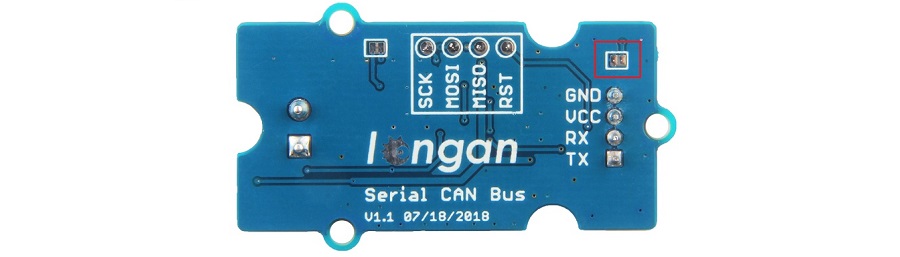 SCK
MOSI
MISO
RST
GND
VCC
RX
TX
longan
Serial CAN Bus
V1.1 07/18/2018